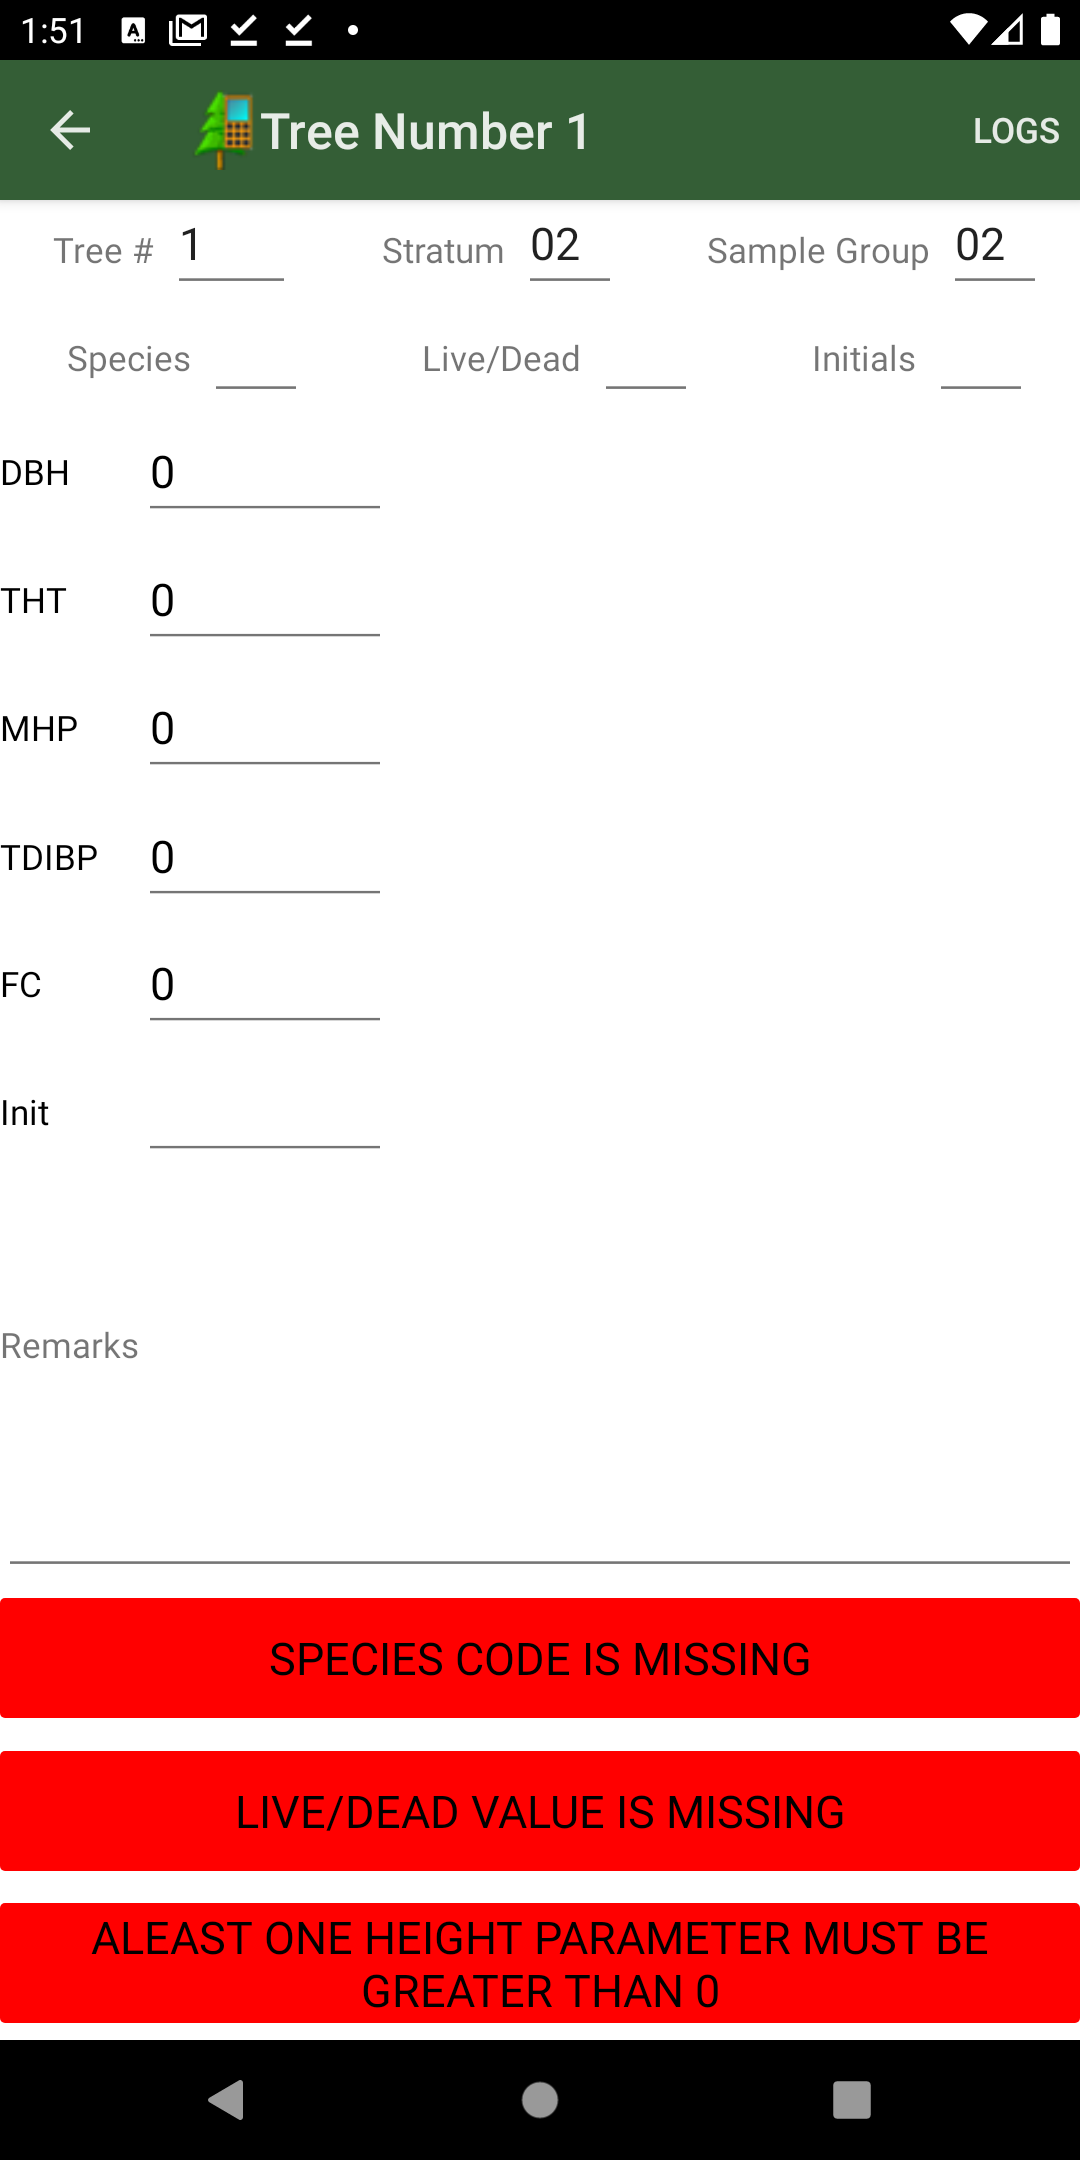 1:51
Tree Number 1
LOGS
Tree # 1 Stratum 02 Sample Group 02
Species Live/Dead Initials
DBH 0
THT 0
MHP 0
TDIBP 0
FC 0
Init
Remarks
SPECIES CODE IS MISSING
LIVE/DEAD VALUE IS MISSING
ALEAST ONE HEIGHT PARAMETER MUST BE
GREATER THAN 0